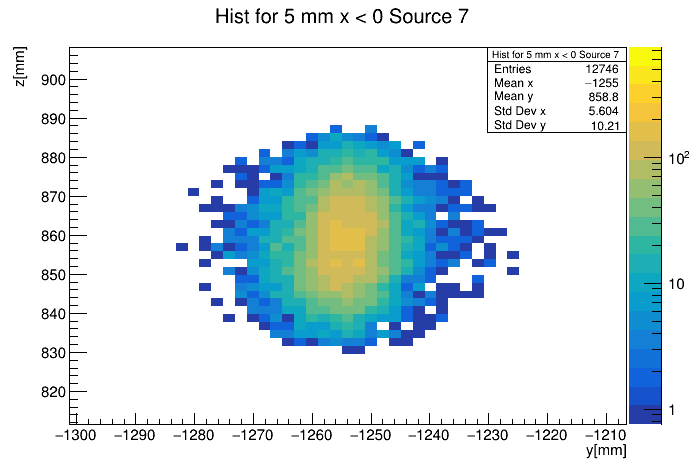 Hist for 5 mm x < 0 Source 7
z[mm]
Hist for 5 mm x < 0 Source 7
Entries 12746
Mean x −1255
Mean y 858.8
Std Dev x 5.604
Std Dev y 10.21
900
890
880
870
860
850
840
830
820
10²
10
1
−1300 −1290 −1280 −1270 −1260 −1250 −1240 −1230 −1220 −1210
y[mm]